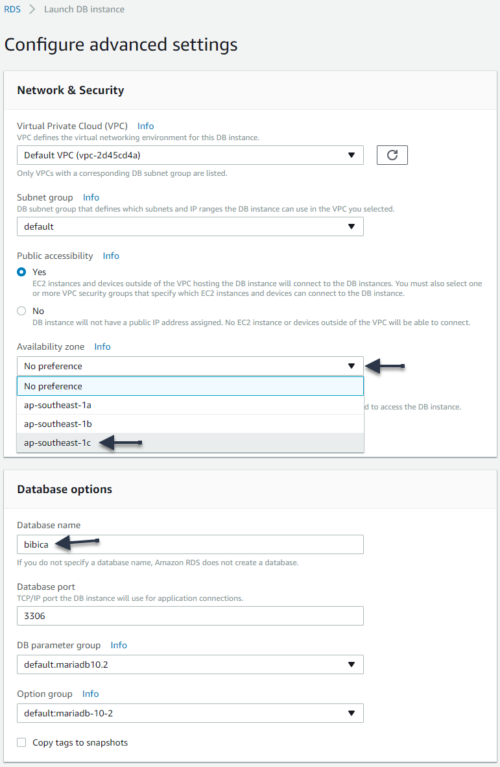 RDS > Launch DB instance
Configure advanced settings
Network & Security
Virtual Private Cloud (VPC) Info
VPC defines the virtual networking environment for this DB instance.
Default VPC (vpc-2d45cd4a)
Only VPCs with a corresponding DB subnet group are listed.
Subnet group Info
DB subnet group that defines which subnets and IP ranges the DB instance can use in the VPC you selected.
default
Public accessibility Info
Yes
EC2 instances and devices outside of the VPC hosting the DB instance will connect to the DB instances. You must also select one
or more VPC security groups that specify which EC2 instances and devices can connect to the DB instance.
No
DB instance will not have a public IP address assigned. No EC2 instance or devices outside of the VPC will be able to connect.
Availability zone Info
No preference
No preference
ap-southeast-1a
d to access the DB instance.
ap-southeast-1b
ap-southeast-1c
Database options
Database name
bibica
If you do not specify a database name, Amazon RDS does not create a database.
Database port
TCP/IP port the DB instance will use for application connections.
3306
DB parameter group Info
default.mariadb10.2
Option group Info
default:mariadb-10-2
Copy tags to snapshots